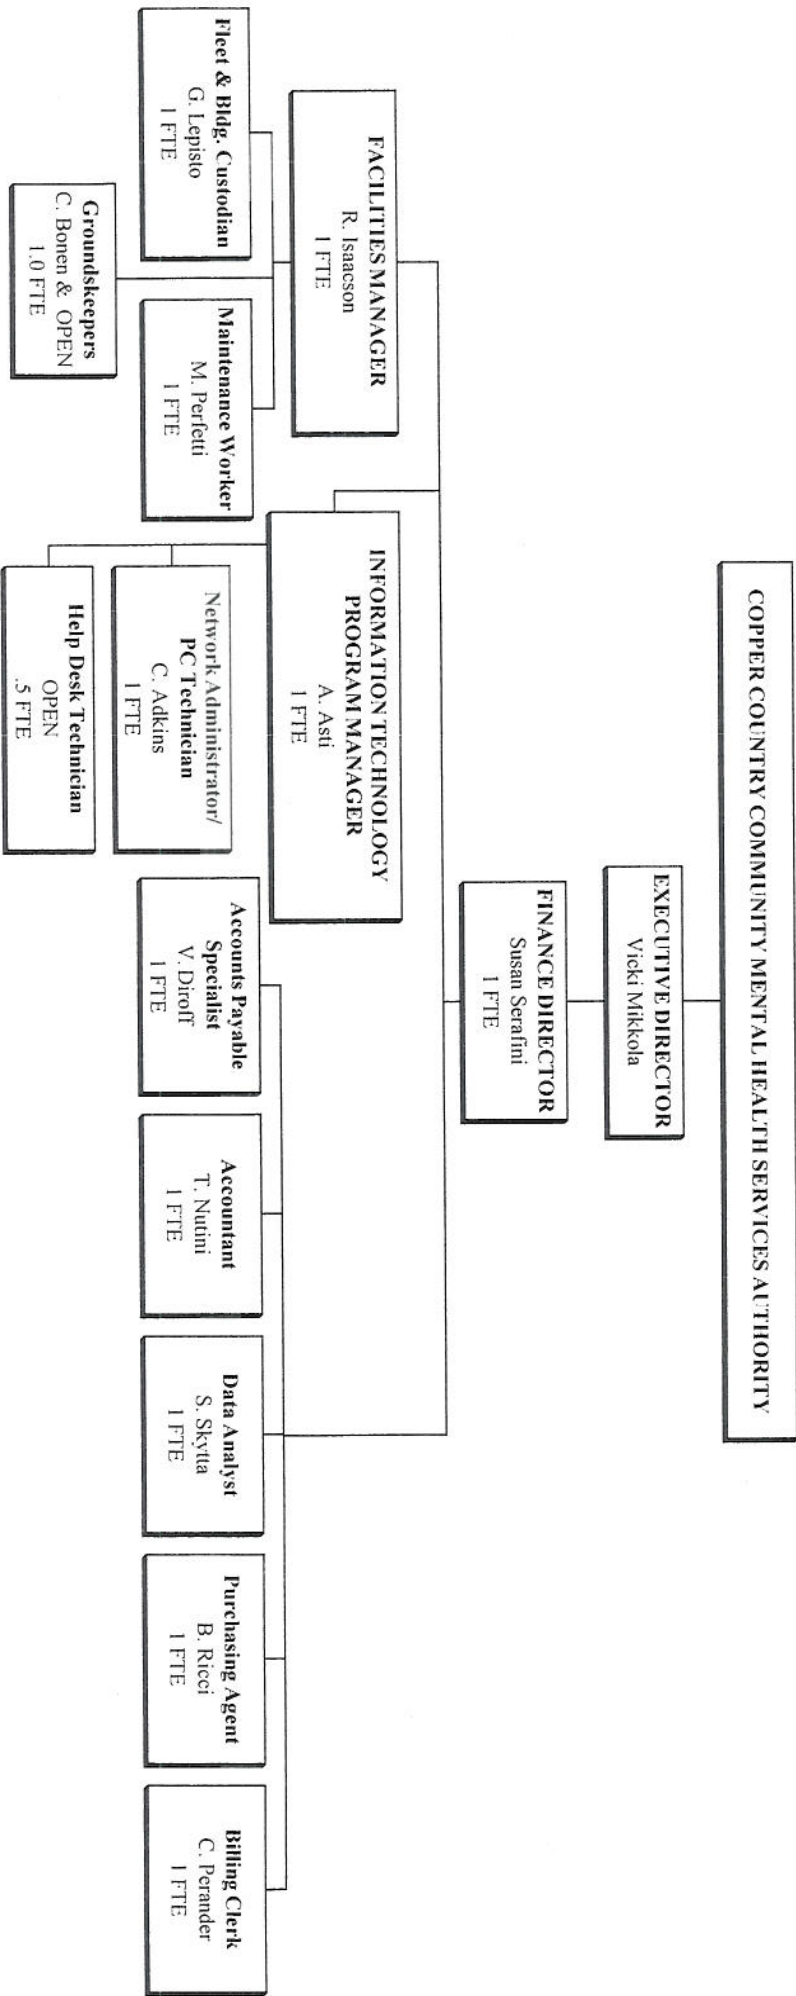 COPPER COUNTRY COMMUNITY MENTAL HEALTH SERVICES AUTHORITY
EXECUTIVE DIRECTOR
Vicki Mikkola
FINANCE DIRECTOR
Susan Serafini
1 FTE
FACILITIES MANAGER
R. Isaacson
1 FTE
Fleet & Bldg. Custodian
G. Lepisto
1 FTE
Maintenance Worker
M. Perfetti
1 FTE
Groundskeepers
C. Bonen & OPEN
1.0 FTE
INFORMATION TECHNOLOGY
PROGRAM MANAGER
A. Asti
1 FTE
Network Administrator/
PC Technician
C. Adkins
1 FTE
Help Desk Technician
OPEN
.5 FTE
Accounts Payable
Specialist
V. Diroff
1 FTE
Accountant
T. Nutini
1 FTE
Data Analyst
S. Skytta
1 FTE
Purchasing Agent
B. Ricci
1 FTE
Billing Clerk
C. Perander
1 FTE